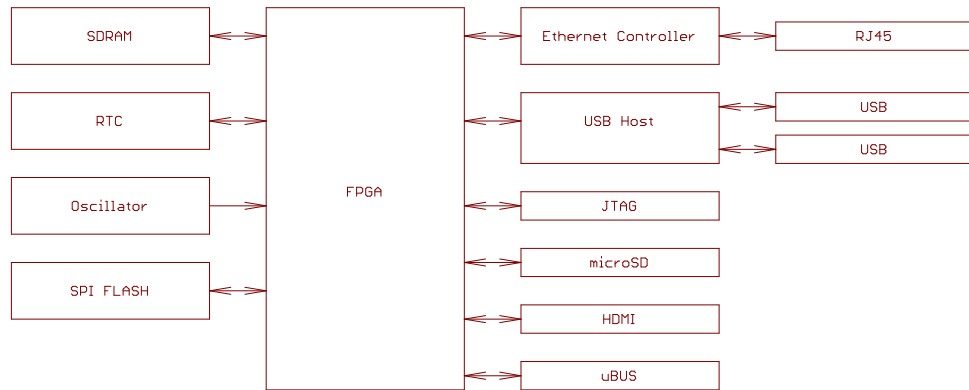 SDRAM
Ethernet Controller
RJ45
RTC
USB Host
USB
USB
FPGA
Oscillator
JTAG
microSD
SPI FLASH
HDMI
uBUS